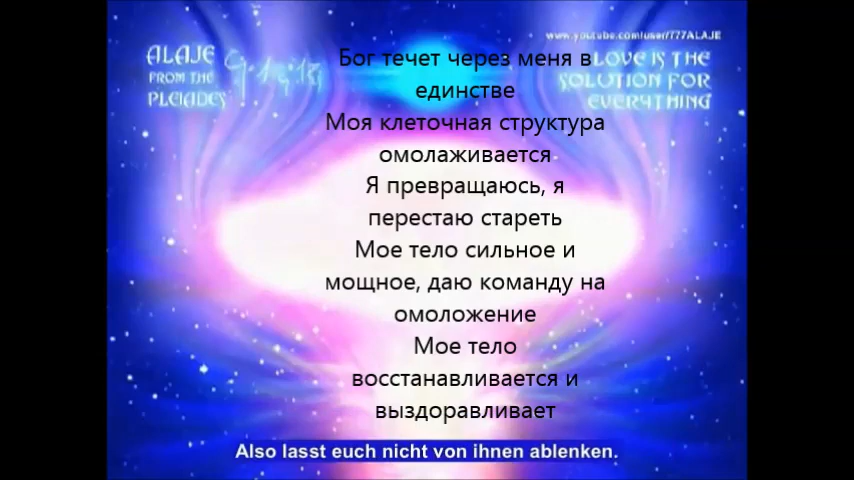 www.youtube.com/user/777ALAJE
ALAJE
FROM THE
PLEIADES
LOVE IS THE
SOLUTION FOR
EVERYTHING
Бог течет через меня в
единстве
Моя клеточная структура
омолаживается
Я превращаюсь, я
перестаю стареть
Мое тело сильное и
мощное, даю команду на
омоложение
Мое тело
восстанавливается и
выздоравливает
Also lasst euch nicht von ihnen ablenken.